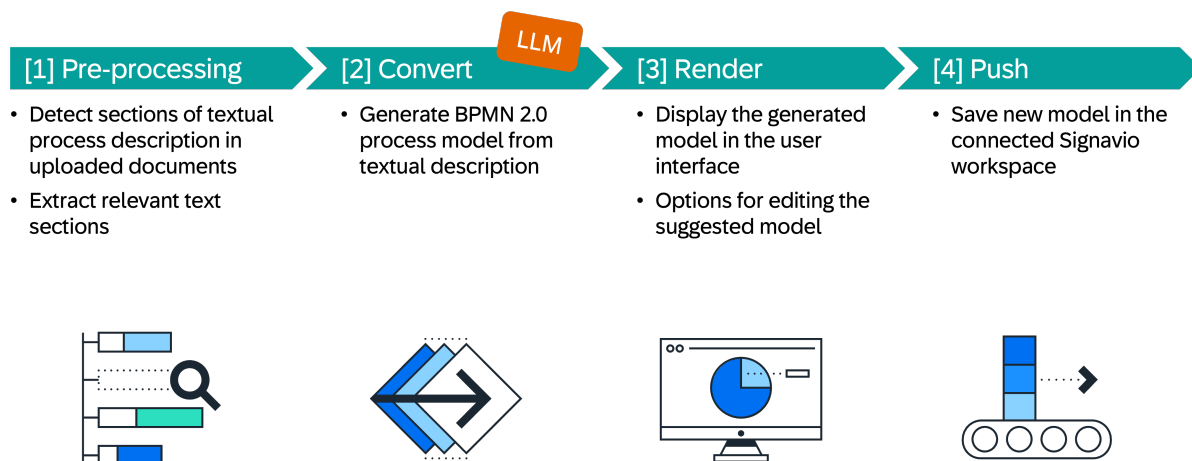 LLM
[1] Pre-processing
[2] Convert
[3] Render
[4] Push
• Detect sections of textual
process description in
uploaded documents
• Extract relevant text
sections
• Generate BPMN 2.0
process model from
textual description
• Display the generated
model in the user
interface
• Options for editing the
suggested model
• Save new model in the
connected Signavio
workspace